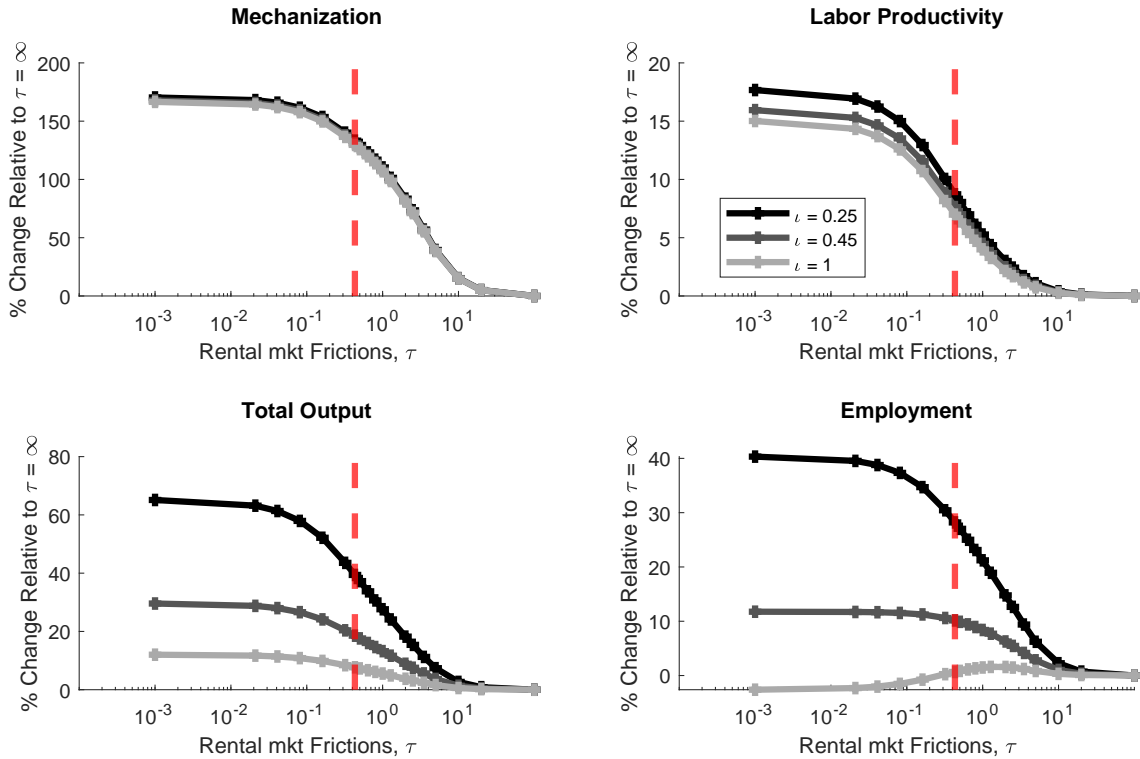 Mechanization
% Change Relative to τ = ∞
200
150
100
50
0
10^-3
10^-2
10^-1
10^0
10^1
Rental mkt Frictions, τ
Labor Productivity
% Change Relative to τ = ∞
20
15
10
5
0
ι = 0.25
ι = 0.45
ι = 1
10^-3
10^-2
10^-1
10^0
10^1
Rental mkt Frictions, τ
Total Output
% Change Relative to τ = ∞
80
60
40
20
0
10^-3
10^-2
10^-1
10^0
10^1
Rental mkt Frictions, τ
Employment
% Change Relative to τ = ∞
40
30
20
10
0
10^-3
10^-2
10^-1
10^0
10^1
Rental mkt Frictions, τ